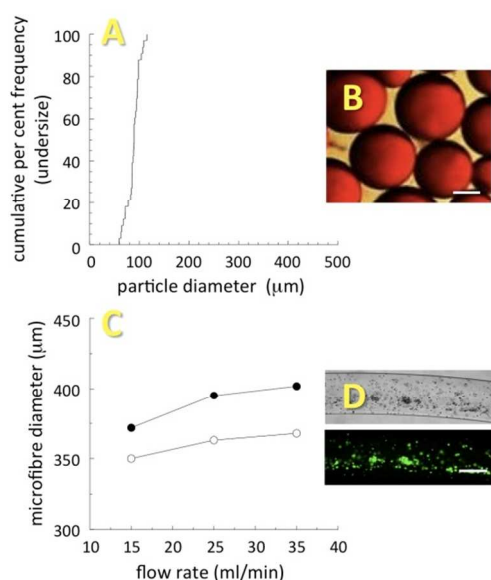 A
cumulative per cent frequency
(undersize)
100
80
60
40
20
0
0 100 200 300 400 500
particle diameter (μm)
B
C
microfibre diameter (μm)
450
400
350
300
10 15 20 25 30 35 40
flow rate (ml/min)
D